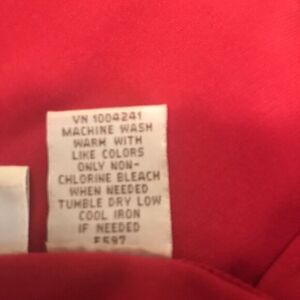 VN 1004241
MACHINE WASH
WARM WITH
LIKE COLORS
ONLY NON-
CHLORINE BLEACH
WHEN NEEDED
TUMBLE DRY LOW
COOL IRON
IF NEEDED
F597